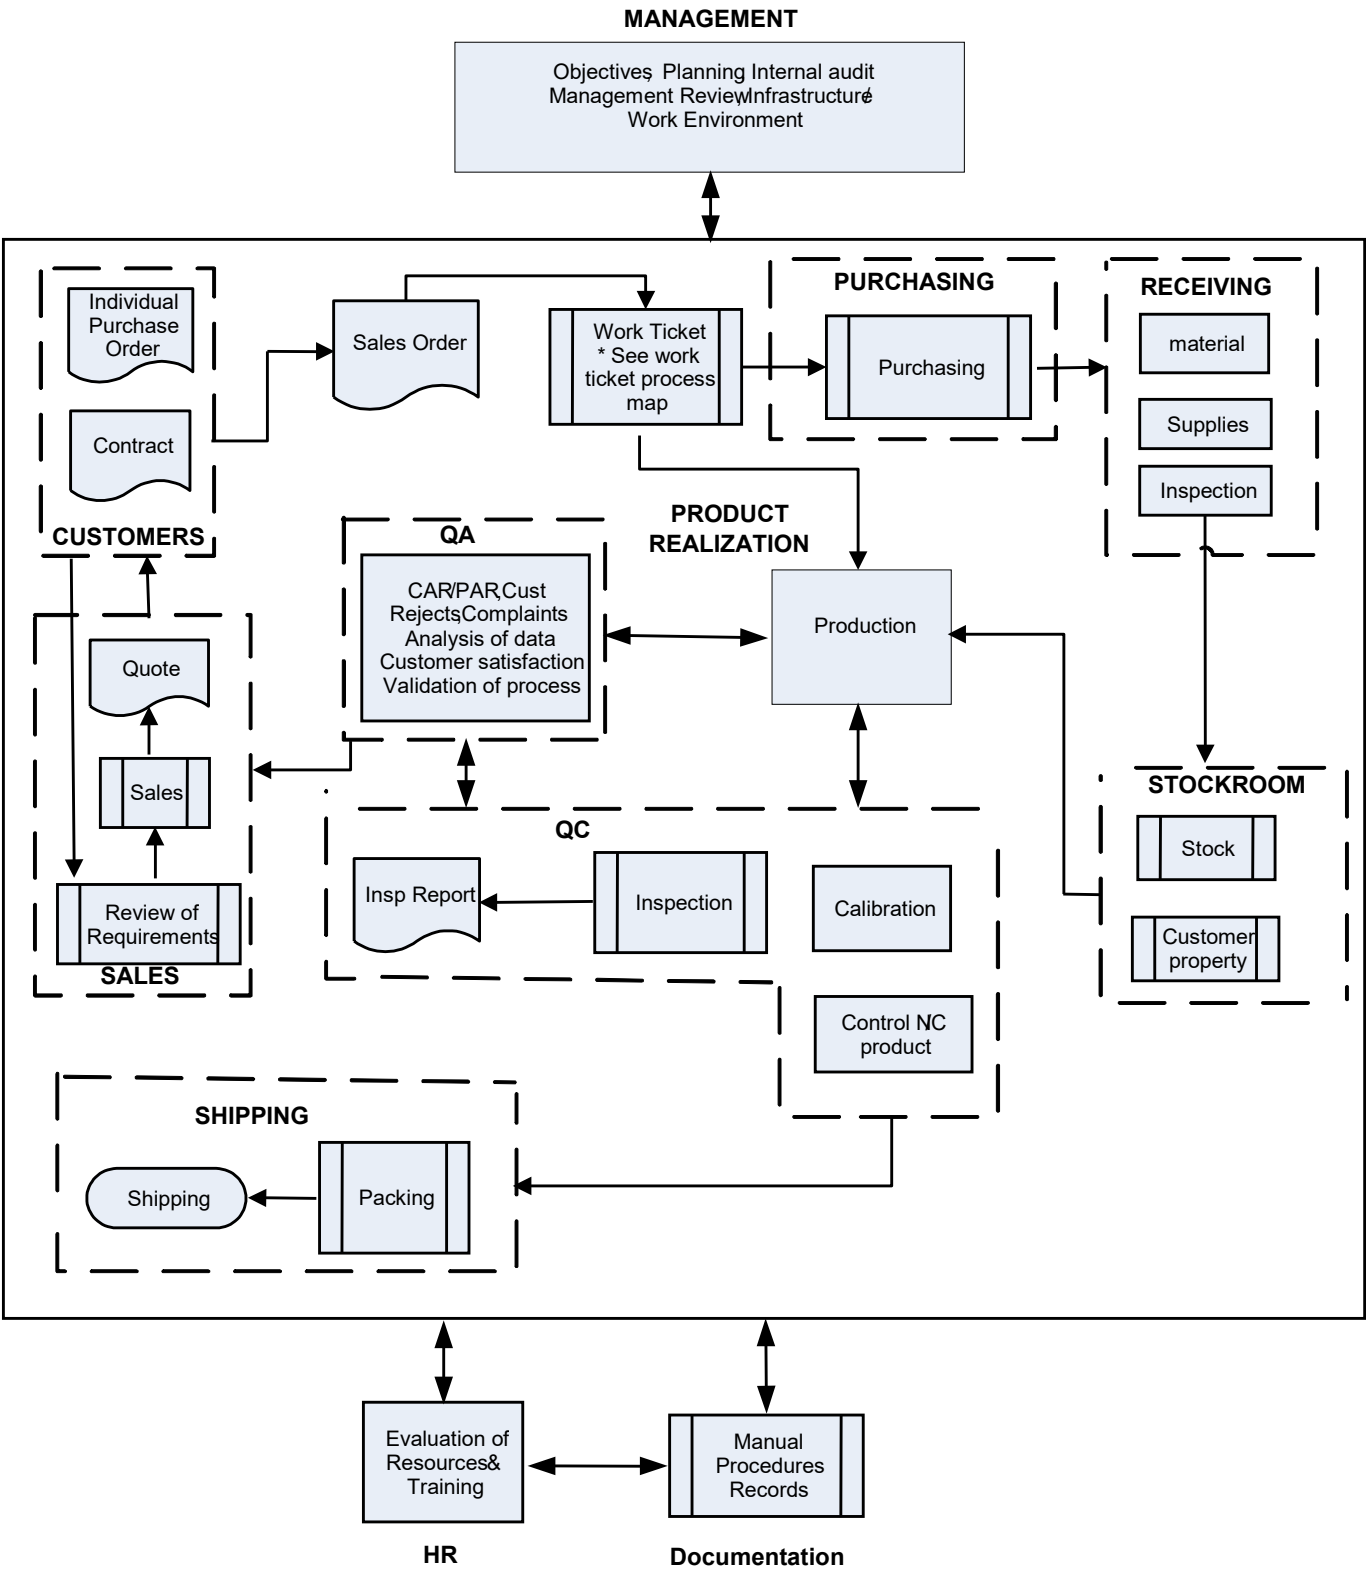 MANAGEMENT
Objectives, Planning Internal audit
Management Review,Infrastructure/
Work Environment
Individual
Purchase
Order
Contract
CUSTOMERS
Sales Order
Work Ticket
* See work
ticket process
map
PURCHASING
Purchasing
RECEIVING
material
Supplies
Inspection
PRODUCT
REALIZATION
QA
CAR/PAR,Cust
Rejects,Complaints
Analysis of data
Customer satisfaction
Validation of process
Production
Quote
Sales
Review of
Requirements
SALES
QC
Insp Report
Inspection
Calibration
Control N/C
product
STOCKROOM
Stock
Customer
property
SHIPPING
Shipping
Packing
Evaluation of
Resources&
Training
HR
Manual
Procedures
Records
Documentation